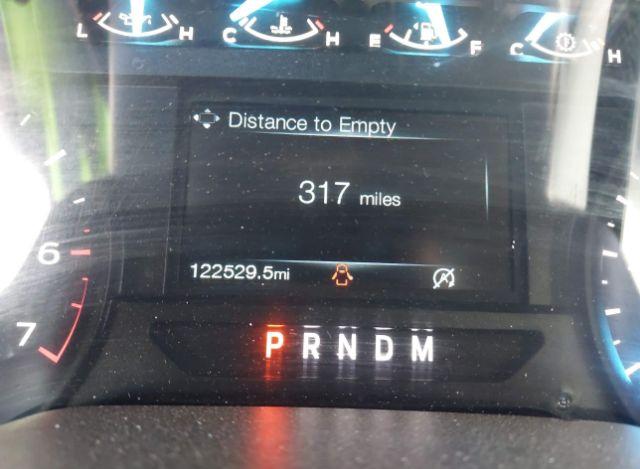 L H C H E F C H
Distance to Empty
317 miles
6
122529.5mi
7
P R N D M